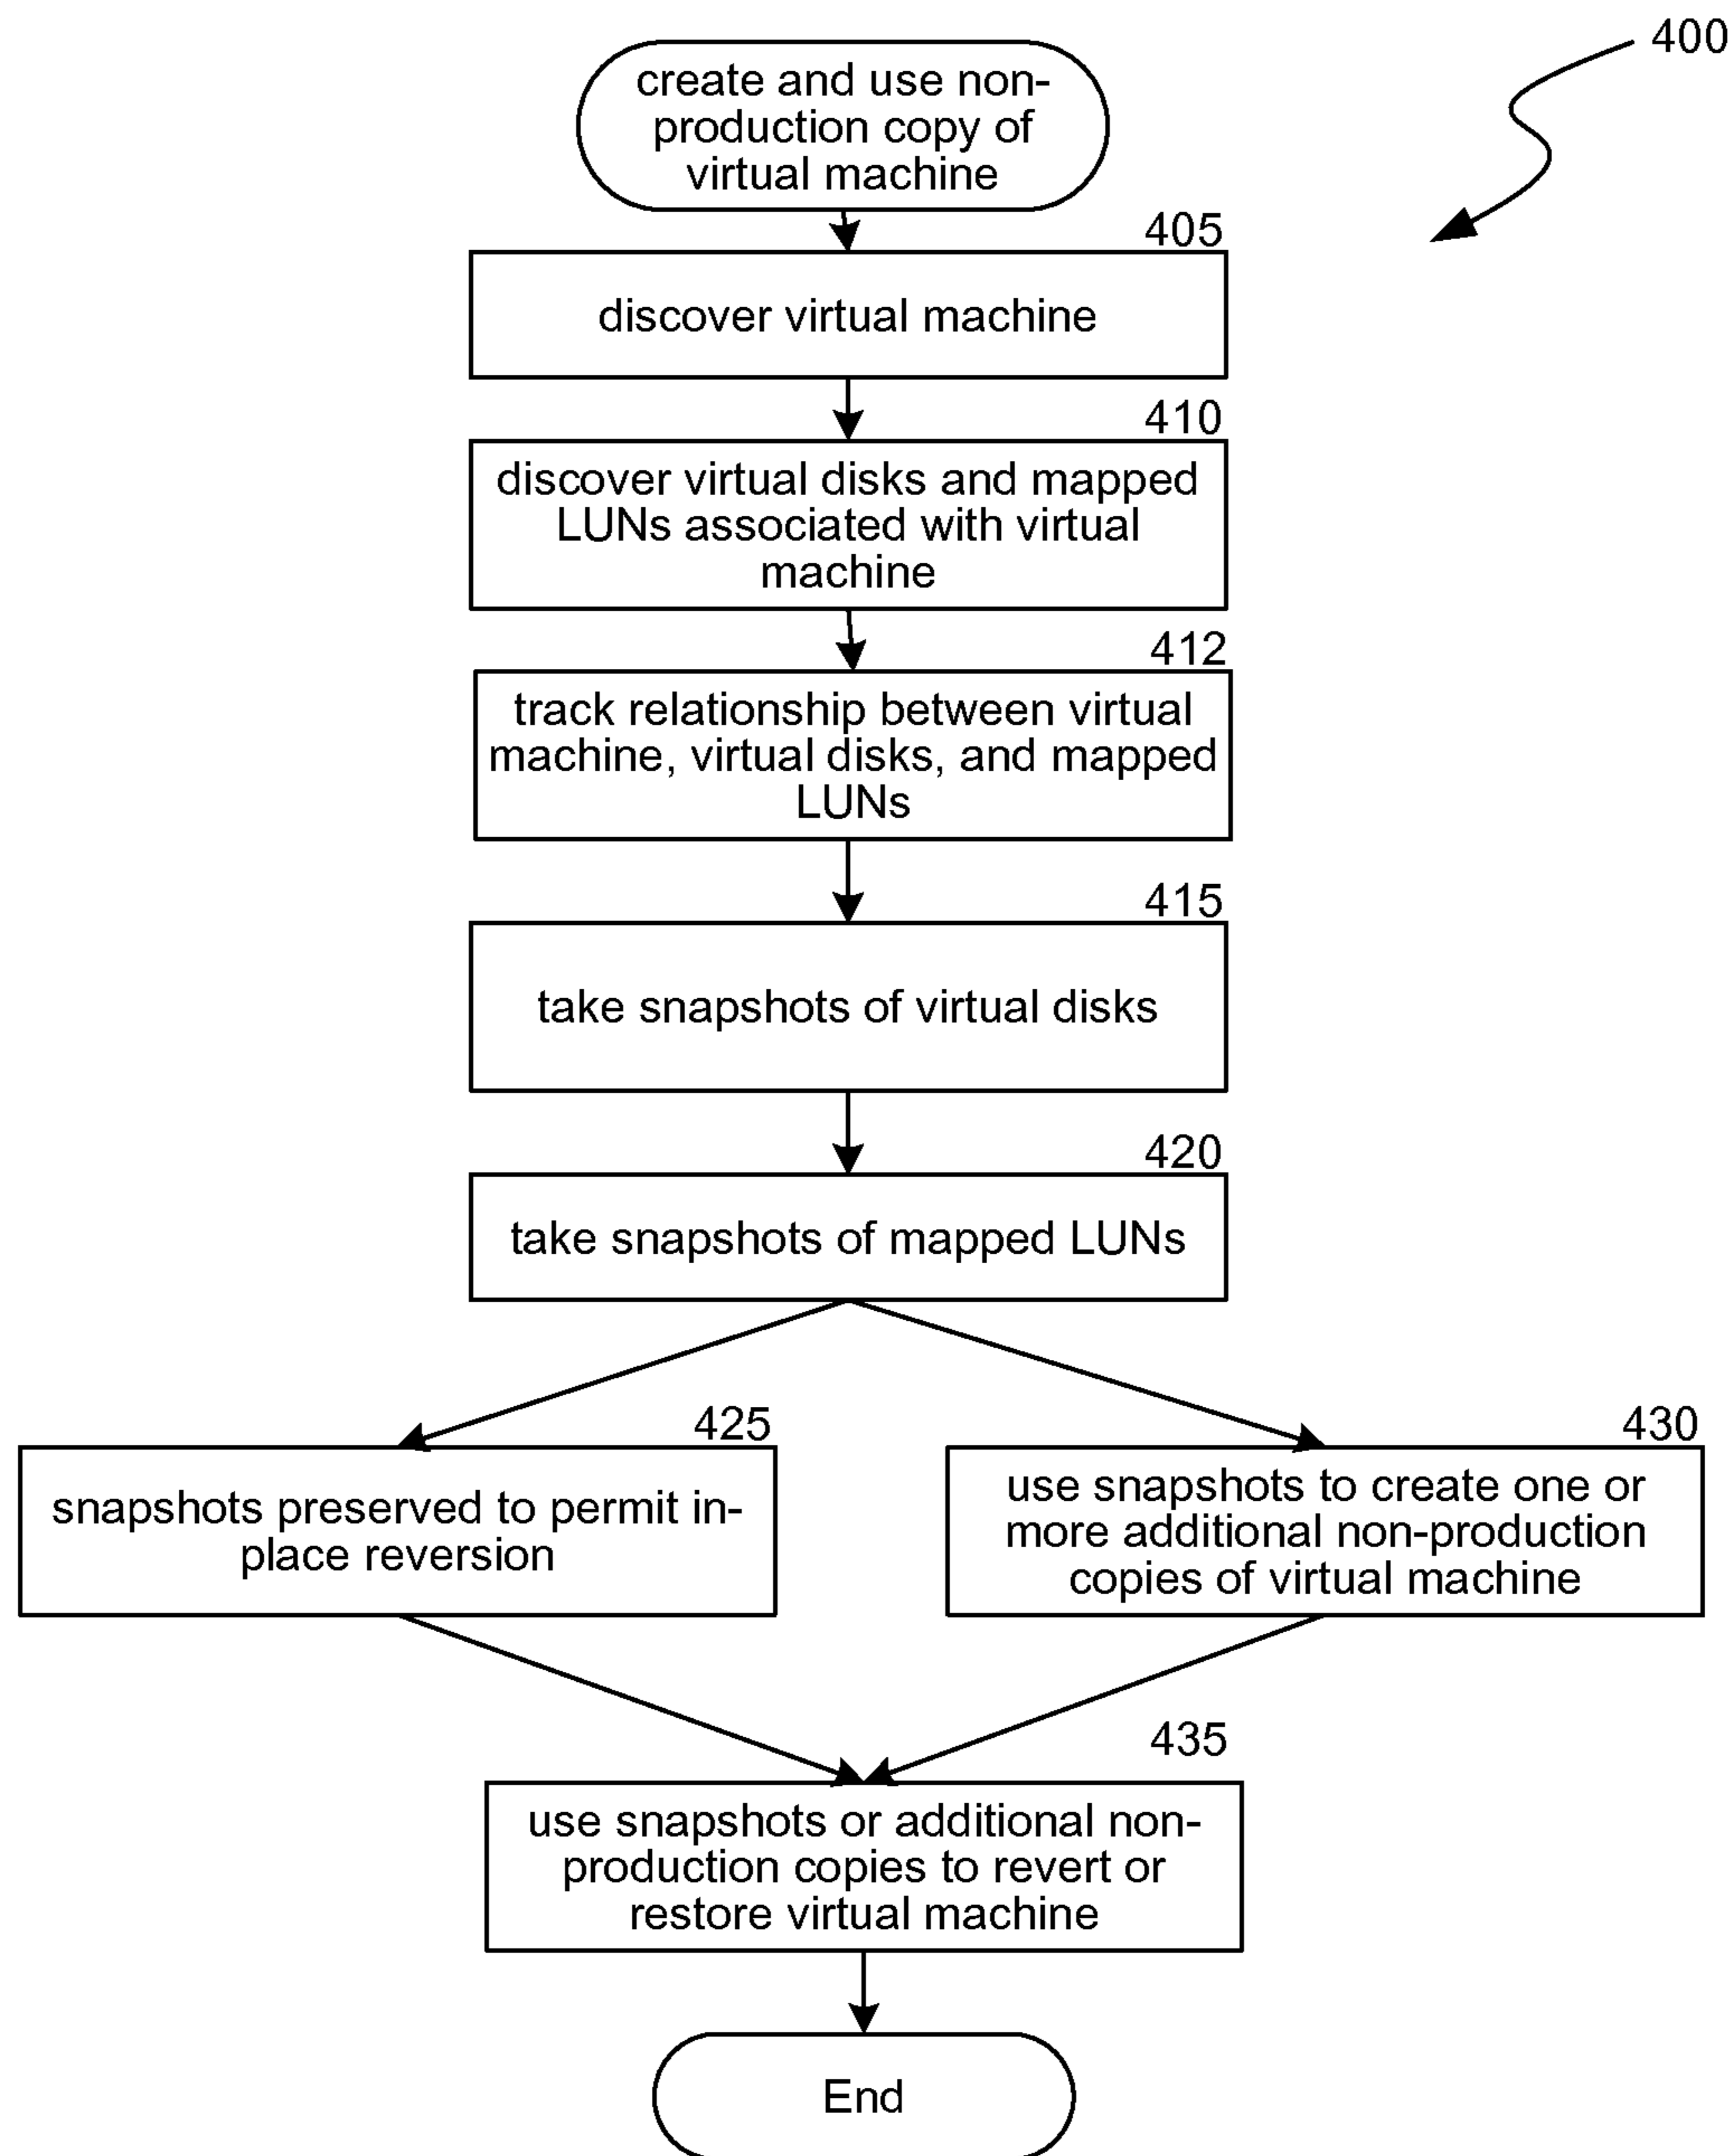 400
create and use non-
production copy of
virtual machine
405
discover virtual machine
410
discover virtual disks and mapped
LUNs associated with virtual
machine
412
track relationship between virtual
machine, virtual disks, and mapped
LUNs
415
take snapshots of virtual disks
420
take snapshots of mapped LUNs
425
snapshots preserved to permit in-
place reversion
430
use snapshots to create one or
more additional non-production
copies of virtual machine
435
use snapshots or additional non-
production copies to revert or
restore virtual machine
End